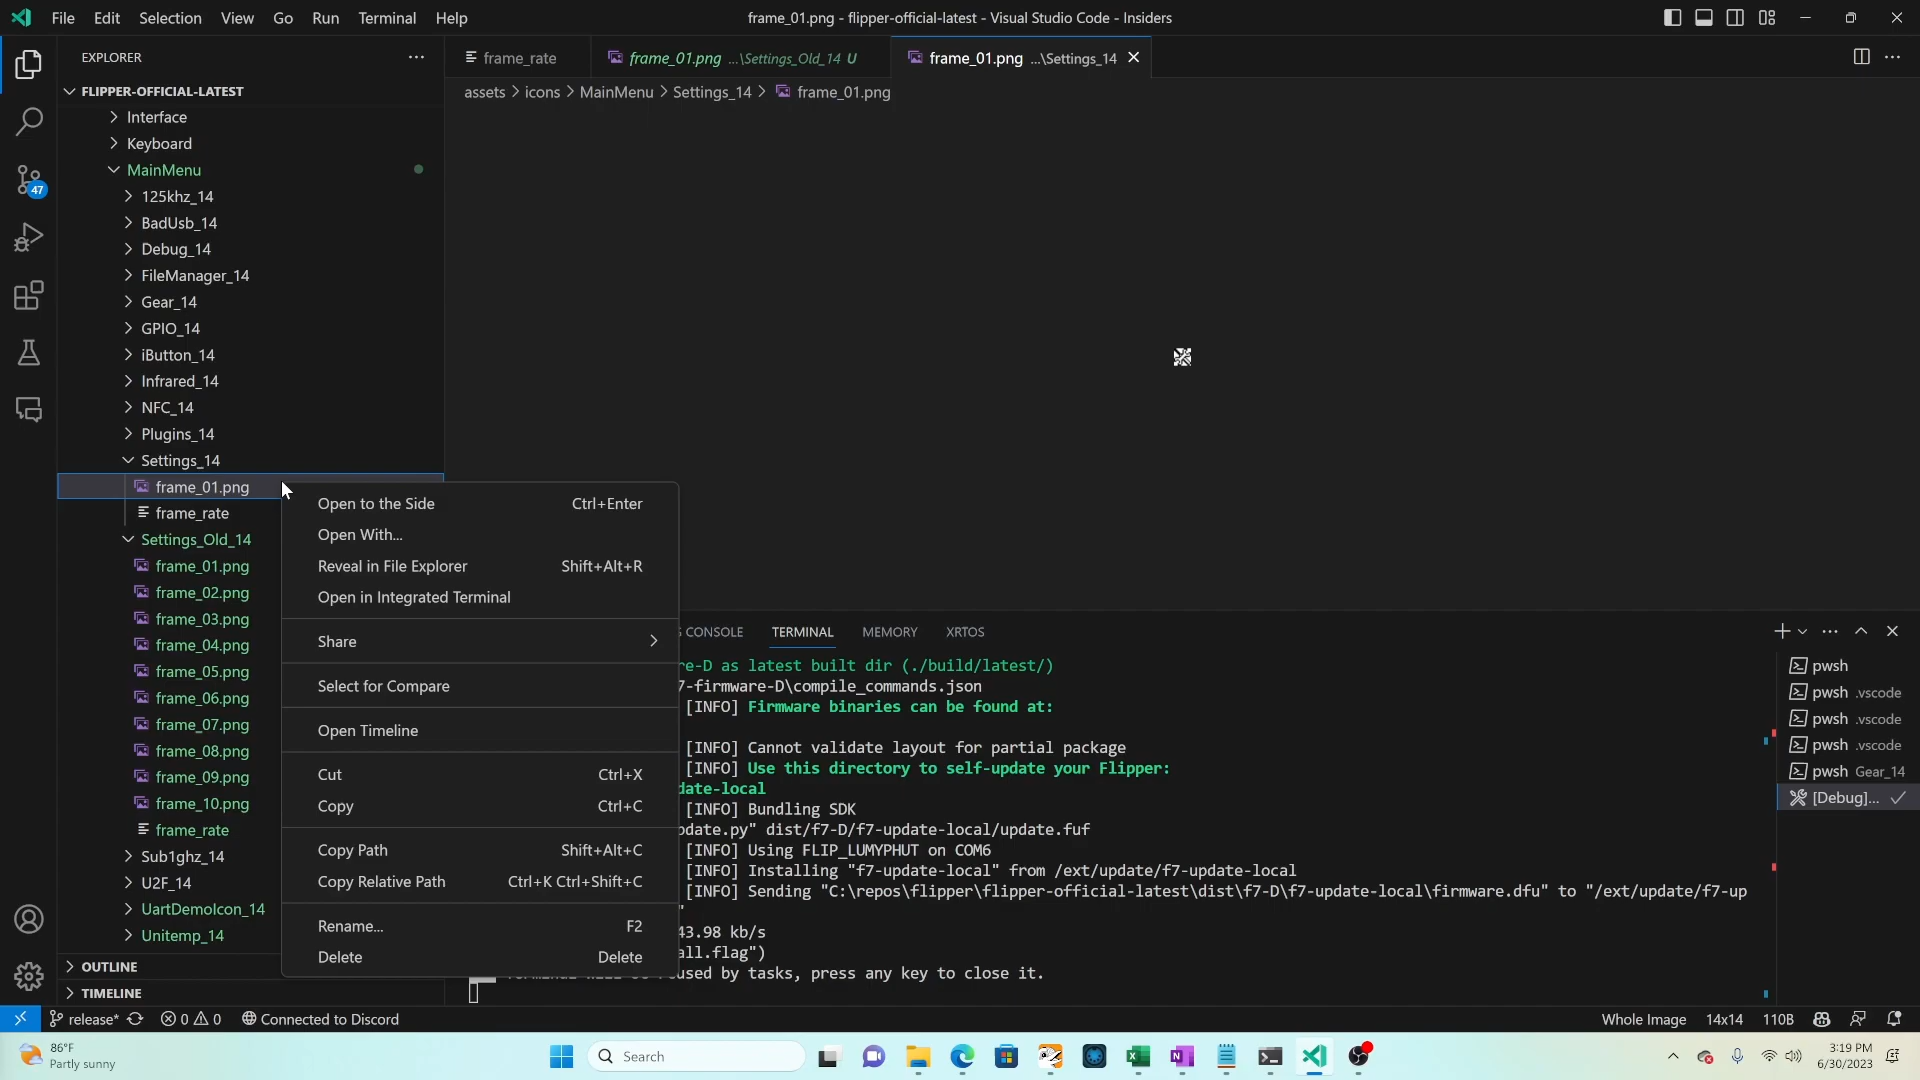 File Edit Selection View Go Run Terminal Help
frame_01.png - flipper-official-latest - Visual Studio Code - Insiders
EXPLORER
FLIPPER-OFFICIAL-LATEST
Interface
Keyboard
MainMenu
125khz_14
BadUsb_14
Debug_14
FileManager_14
Gear_14
GPIO_14
iButton_14
Infrared_14
NFC_14
Plugins_14
Settings_14
frame_01.png
frame_rate
Settings_Old_14
frame_01.png
frame_02.png
frame_03.png
frame_04.png
frame_05.png
frame_06.png
frame_07.png
frame_08.png
frame_09.png
frame_10.png
frame_rate
Sub1ghz_14
U2F_14
UartDemoIcon_14
Unitemp_14
OUTLINE
TIMELINE
47
frame_rate
frame_01.png ...\Settings_Old_14 U
frame_01.png ...\Settings_14
assets > icons > MainMenu > Settings_14 > frame_01.png
Open to the Side Ctrl+Enter
Open With...
Reveal in File Explorer Shift+Alt+R
Open in Integrated Terminal
Share
Select for Compare
Open Timeline
Cut Ctrl+X
Copy Ctrl+C
Copy Path Shift+Alt+C
Copy Relative Path Ctrl+K Ctrl+Shift+C
Rename... F2
Delete Delete
CONSOLE TERMINAL MEMORY XRTOS
re-D as latest built dir (./build/latest/)
7-firmware-D\compile_commands.json
[INFO] Firmware binaries can be found at:
[INFO] Cannot validate layout for partial package
[INFO] Use this directory to self-update your Flipper:
date-local
[INFO] Bundling SDK
pdate.py" dist/f7-D/f7-update-local/update.fuf
[INFO] Using FLIP_LUMYPHUT on COM6
[INFO] Installing "f7-update-local" from /ext/update/f7-update-local
[INFO] Sending "C:\repos\flipper\flipper-official-latest\dist\f7-D\f7-update-local\firmware.dfu" to "/ext/update/f7-up
"
43.98 kb/s
all.flag")
used by tasks, press any key to close it.
pwsh
pwsh .vscode
pwsh .vscode
pwsh .vscode
pwsh Gear_14
[Debug]...
release* 0 0 Connected to Discord
Whole Image 14x14 110B
86°F
Partly sunny
Search
3:19 PM
6/30/2023